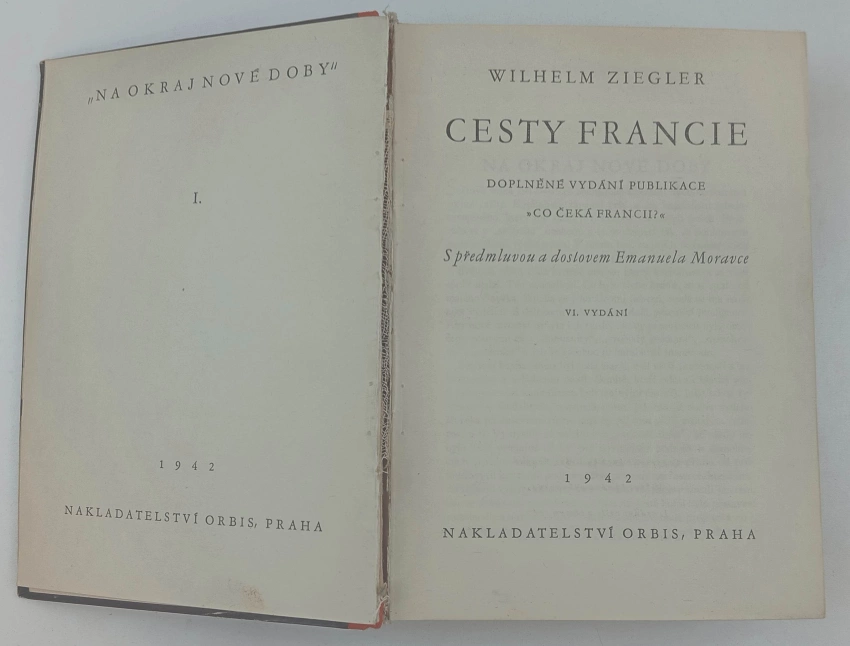 „NA OKRAJ NOVÉ DOBY"
I.
1942
NAKLADATELSTVÍ ORBIS, PRAHA
WILHELM ZIEGLER
CESTY FRANCIE
DOPLNĚNÉ VYDÁNÍ PUBLIKACE
»CO ČEKÁ FRANCII?«
S předmluvou a doslovem Emanuela Moravce
VI. VYDÁNÍ
1942
NAKLADATELSTVÍ ORBIS, PRAHA